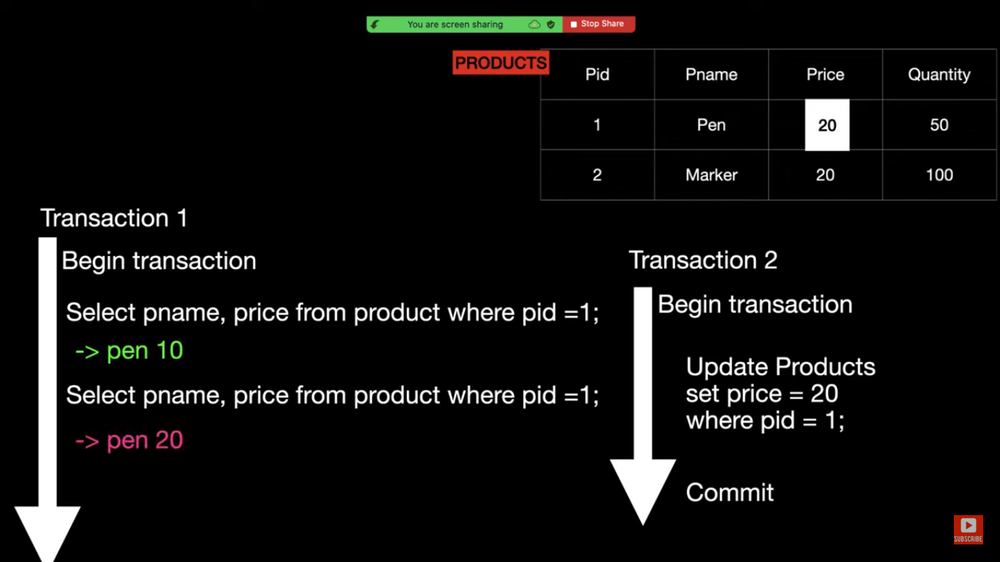 You are screen sharing
Stop Share
PRODUCTS
Pid Pname Price Quantity
1 Pen 20 50
2 Marker 20 100
Transaction 1
Begin transaction
Select pname, price from product where pid =1;
-> pen 10
Select pname, price from product where pid =1;
-> pen 20
Transaction 2
Begin transaction
Update Products
set price = 20
where pid = 1;
Commit
SUBSCRIBE